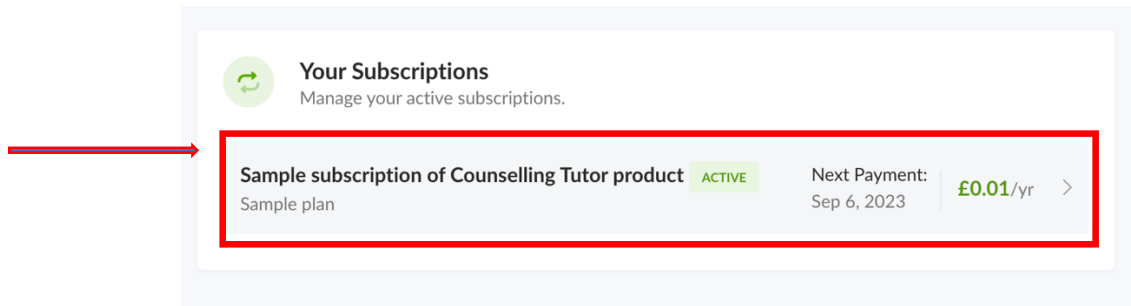 Your Subscriptions
Manage your active subscriptions.
Sample subscription of Counselling Tutor product ACTIVE
Sample plan
Next Payment:
Sep 6, 2023
£0.01/yr